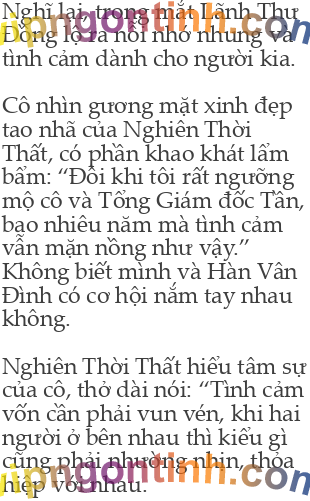 Nghĩ lại, trong mắt Lãnh Thư
Đồng lộ ra nỗi nhớ nhung và
tình cảm dành cho người kia.
Cô nhìn gương mặt xinh đẹp
tao nhã của Nghiên Thời
Thất, có phần khao khát lẩm
bẩm: “Đôi khi tôi rất ngưỡng
mộ cô và Tổng Giám đốc Tần,
bao nhiêu năm mà tình cảm
vẫn mặn nồng như vậy.”
Không biết mình và Hàn Vân
Đình có cơ hội nắm tay nhau
không.
Nghiên Thời Thất hiểu tâm sự
của cô, thở dài nói: “Tình cảm
vốn cần phải vun vén, khi hai
người ở bên nhau thì kiểu gì
cũng phải nhường nhịn, thỏa
hiệp với nhau.